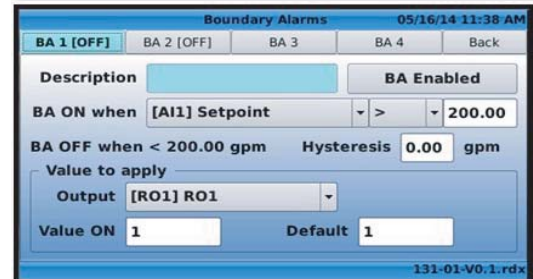 Boundary Alarms 05/16/14 11:38 AM
BA 1 [OFF] BA 2 [OFF] BA 3 BA 4 Back
Description BA Enabled
BA ON when [AI1] Setpoint > 200.00
BA OFF when < 200.00 gpm Hysteresis 0.00 gpm
Value to apply
Output [RO1] RO1
Value ON 1 Default 1
131-01-V0.1.rdx